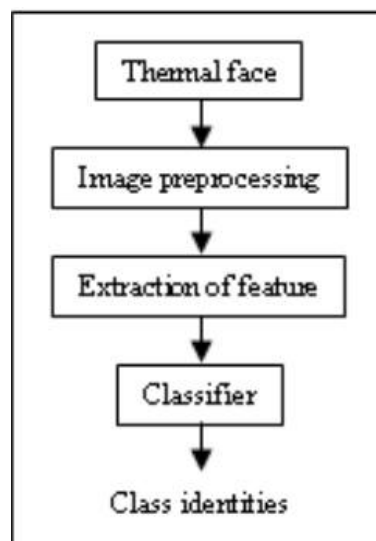 Thermal face
Image preprocessing
Extraction of feature
Classifier
Class identities